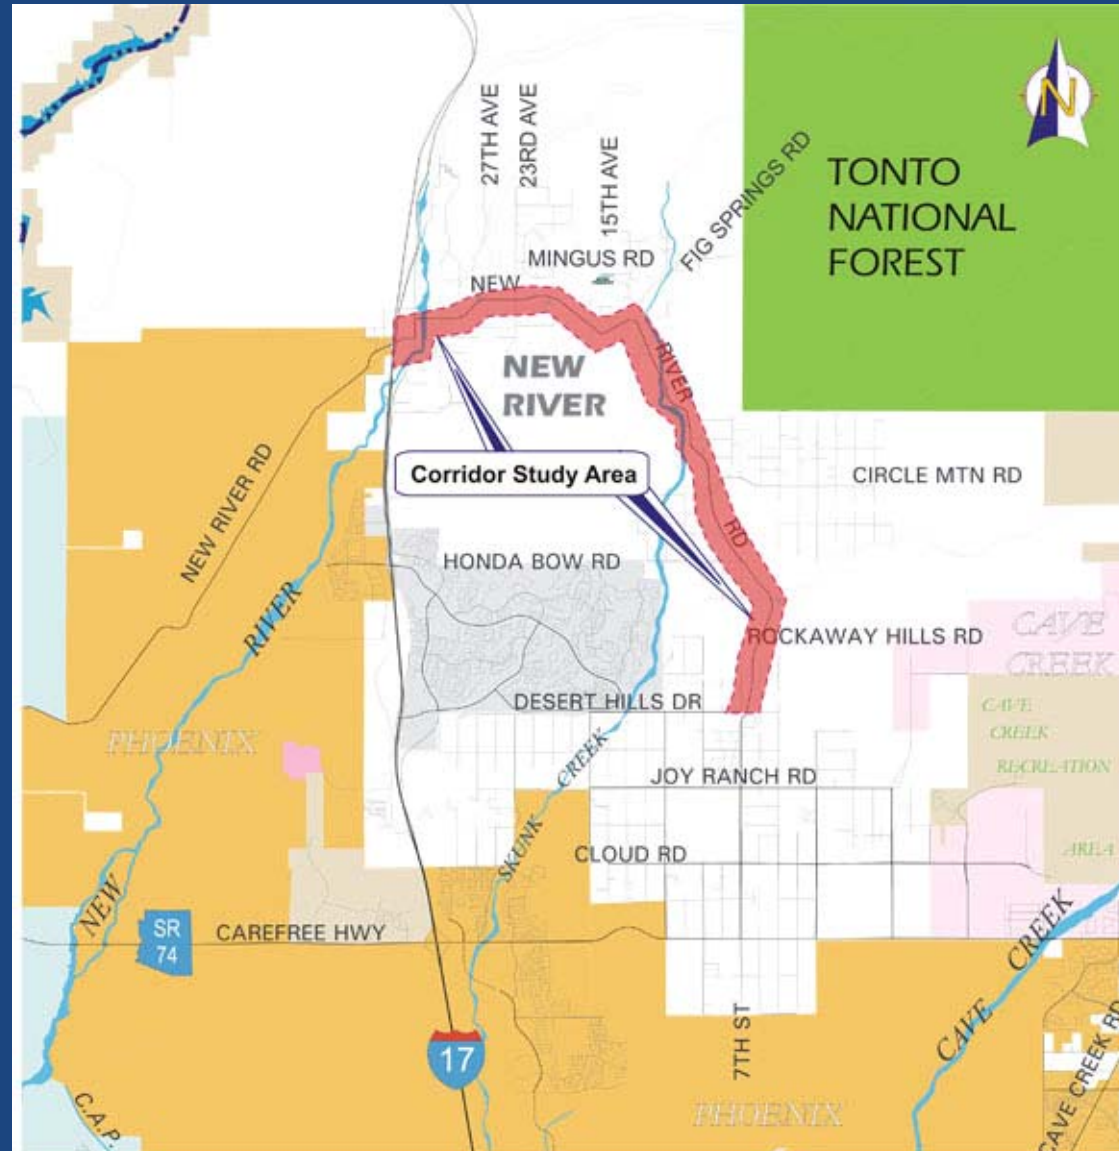 N
TONTO
NATIONAL
FOREST
27TH AVE
23RD AVE
15TH AVE
FIG SPRINGS RD
MINGUS RD
NEW
RIVER
RD
NEW
RIVER
Corridor Study Area
CIRCLE MTN RD
NEW RIVER RD
HONDA BOW RD
RIVER
ROCKAWAY HILLS RD
CAVE
CREEK
DESERT HILLS DR
CAVE
CREEK
RECREATION
AREA
PHOENIX
JOY RANCH RD
SKUNK CREEK
CLOUD RD
NEW
SR
74
CAREFREE HWY
CAVE CREEK
17
7TH ST
CAVE CREEK RD
C.A.P.
PHOENIX